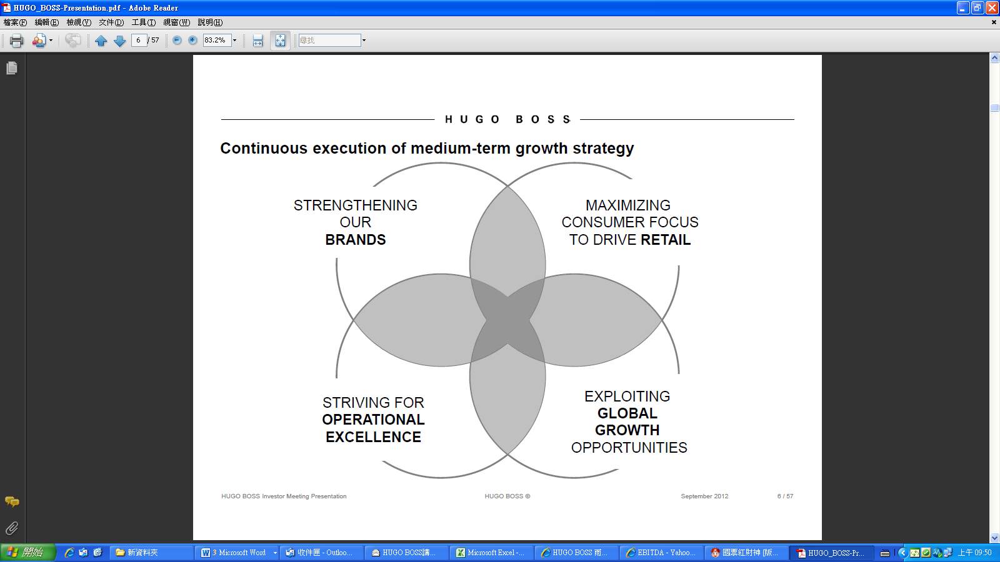 HUGO_BOSS-Presentation.pdf - Adobe Reader
檔案(F) 編輯(E) 檢視(V) 文件(D) 工具(T) 視窗(W) 說明(H)
6 / 57 83.2% 尋找
HUGO BOSS
Continuous execution of medium-term growth strategy
STRENGTHENING
OUR
BRANDS
MAXIMIZING
CONSUMER FOCUS
TO DRIVE RETAIL
STRIVING FOR
OPERATIONAL
EXCELLENCE
EXPLOITING
GLOBAL
GROWTH
OPPORTUNITIES
HUGO BOSS Investor Meeting Presentation HUGO BOSS © September 2012 6 / 57
開始 新資料夾 3 Microsoft Word 收件匣 - Outloo... HUGO BOSS講... Microsoft Excel -... HUGO BOSS 兩... EBITDA - Yahoo... 國票紅財神 [版... HUGO_BOSS-Pr... 上午 09:50